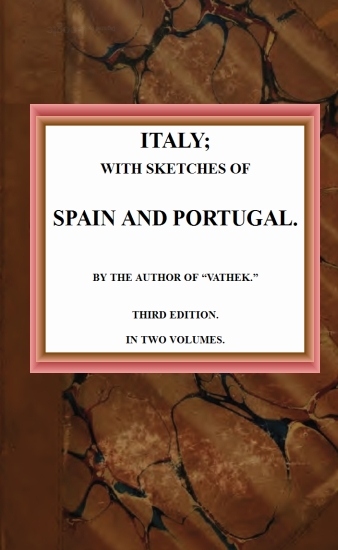 ITALY;
WITH SKETCHES OF
SPAIN AND PORTUGAL.
BY THE AUTHOR OF “VATHEK.”
THIRD EDITION.
IN TWO VOLUMES.